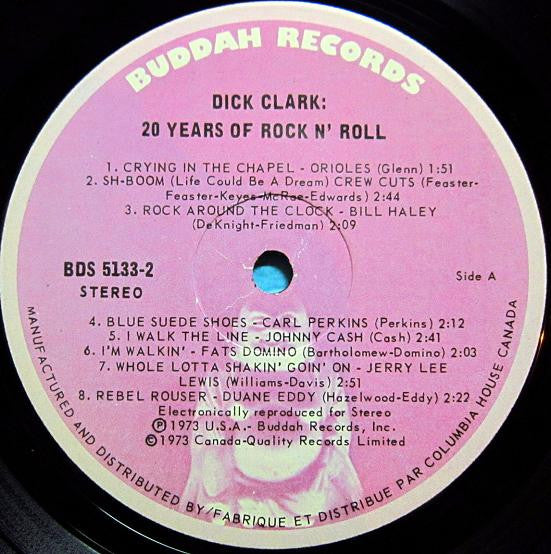 BUDDAH RECORDS
DICK CLARK:
20 YEARS OF ROCK N' ROLL
1. CRYING IN THE CHAPEL - ORIOLES (Glenn) 1:51
2. SH-BOOM (Life Could Be A Dream) CREW CUTS (Feaster-
Feaster-Keyes-McRae-Edwards) 2:44
3. ROCK AROUND THE CLOCK - BILL HALEY
(DeKnight-Friedman) 2:09
BDS 5133-2
STEREO
Side A
4. BLUE SUEDE SHOES - CARL PERKINS (Perkins) 2:12
5. I WALK THE LINE - JOHNNY CASH (Cash) 2:41
6. I'M WALKIN' - FATS DOMINO (Bartholomew-Domino) 2:03
7. WHOLE LOTTA SHAKIN' GOIN' ON - JERRY LEE
LEWIS (Williams-Davis) 2:51
8. REBEL ROUSER - DUANE EDDY (Hazelwood-Eddy) 2:22
Electronically reproduced for Stereo
Ⓟ 1973 U.S.A.- Buddah Records, Inc.
©1973 Canada-Quality Records Limited
MANUFACTURED AND DISTRIBUTED BY/FABRIQUE ET DISTRIBUE PAR COLUMBIA HOUSE CANADA